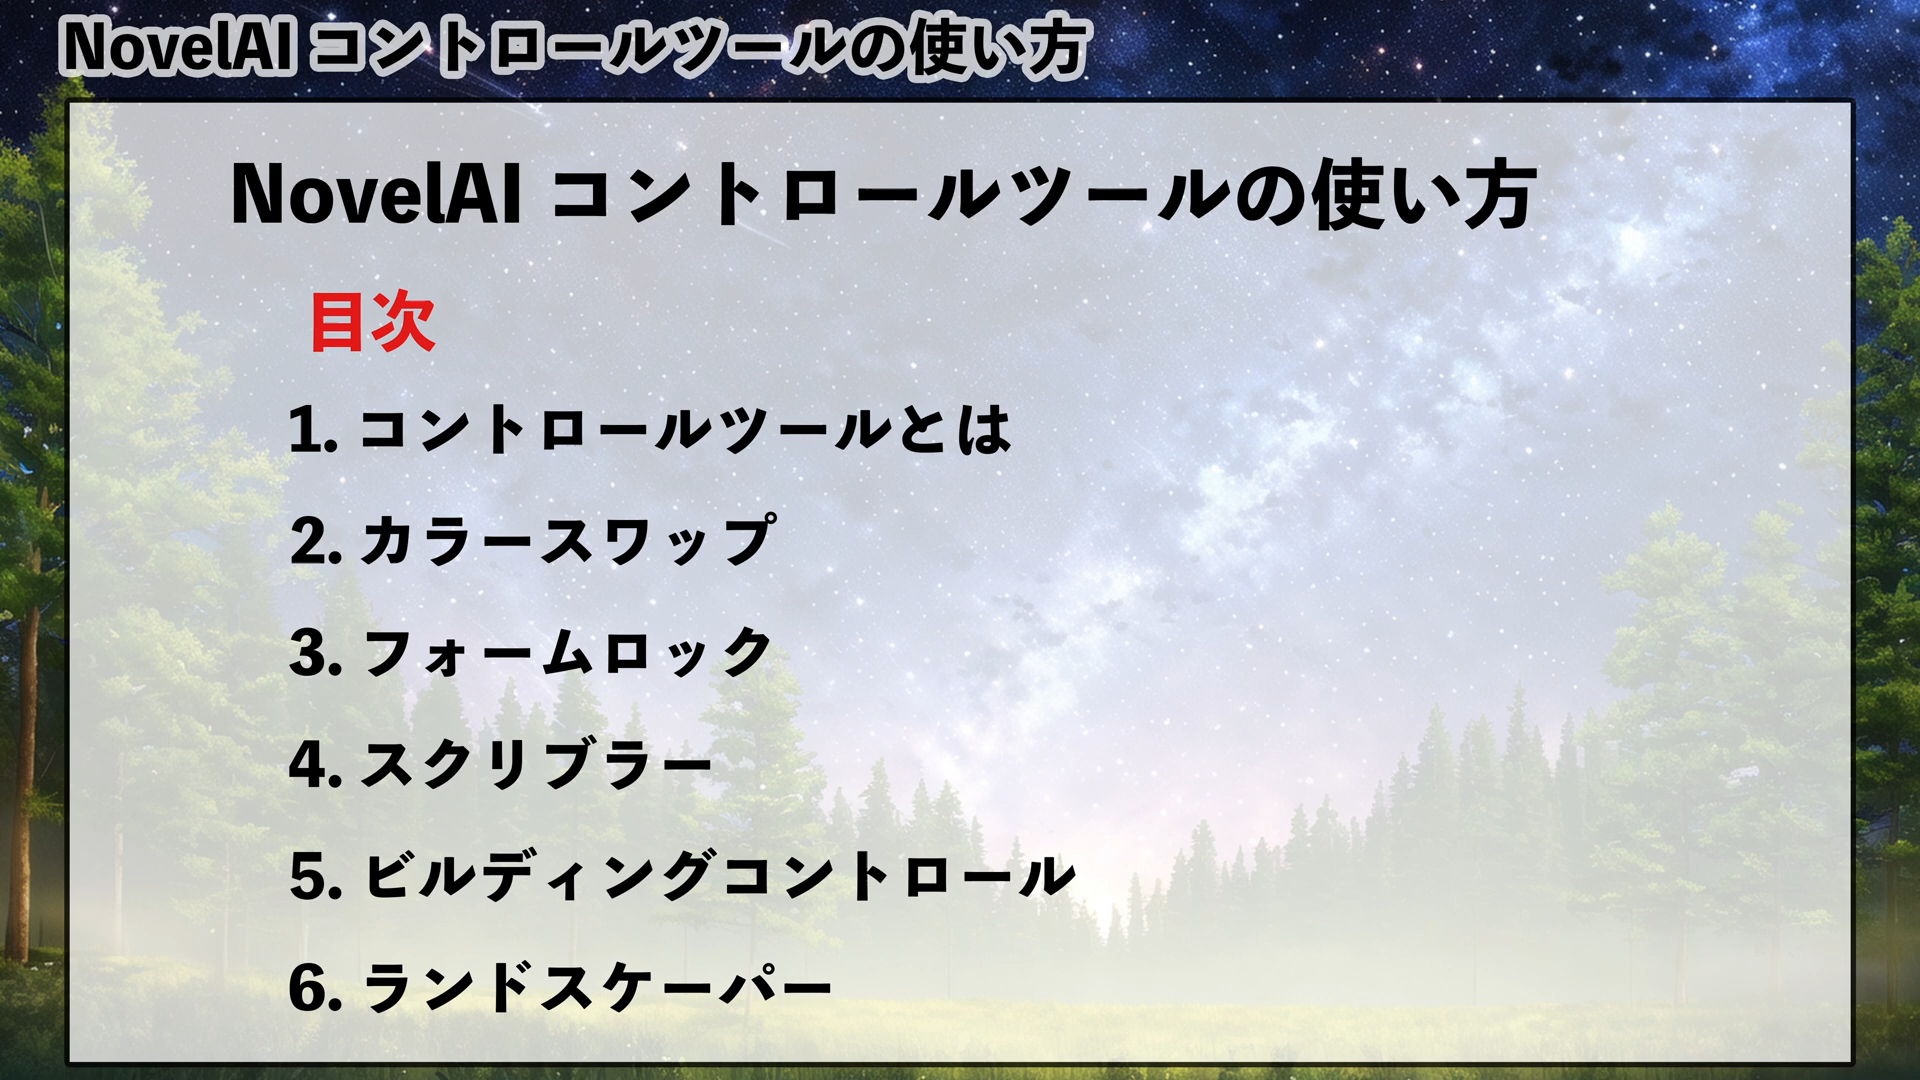 NovelAI コントロールツールの使い方
NovelAI コントロールツールの使い方
目次
1. コントロールツールとは
2. カラースワップ
3. フォームロック
4. スクリブラー
5. ビルディングコントロール
6. ランドスケーパー